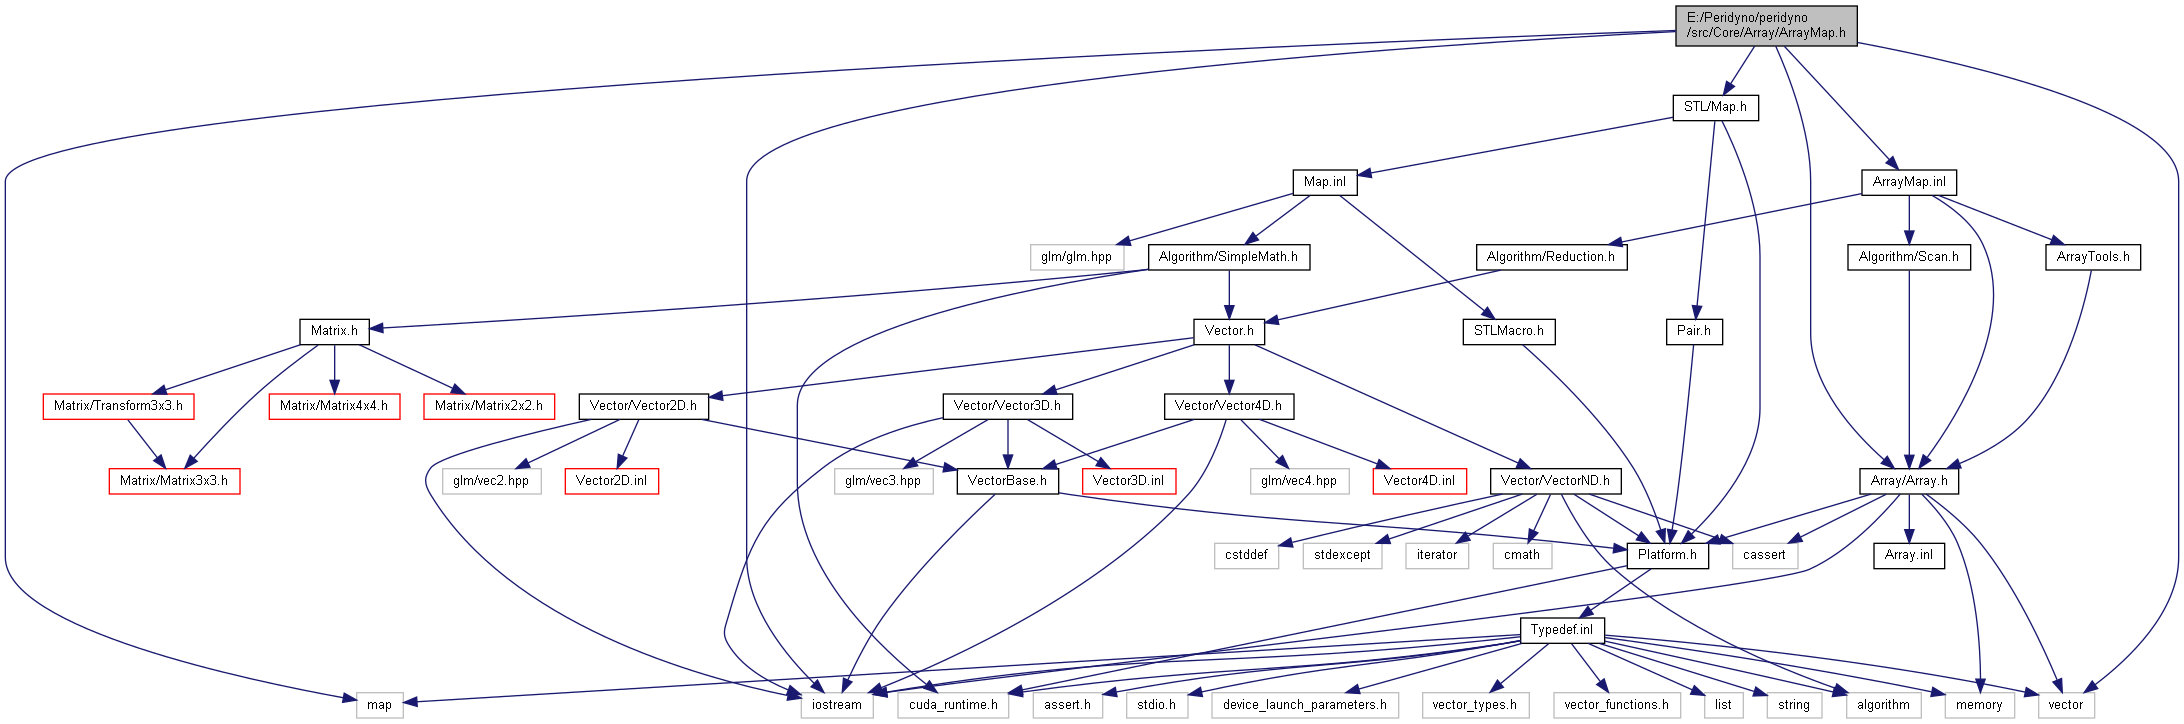 E:/Peridyno/peridyno
/src/Core/Array/ArrayMap.h
STL/Map.h
Map.inl
ArrayMap.inl
glm/glm.hpp
Algorithm/SimpleMath.h
Algorithm/Reduction.h
Algorithm/Scan.h
ArrayTools.h
Matrix.h
Vector.h
STLMacro.h
Pair.h
Matrix/Transform3x3.h
Matrix/Matrix4x4.h
Matrix/Matrix2x2.h
Vector/Vector2D.h
Vector/Vector3D.h
Vector/Vector4D.h
Matrix/Matrix3x3.h
glm/vec2.hpp
Vector2D.inl
glm/vec3.hpp
VectorBase.h
Vector3D.inl
glm/vec4.hpp
Vector4D.inl
Vector/VectorND.h
Array/Array.h
cstddef
stdexcept
iterator
cmath
Platform.h
cassert
Array.inl
Typedef.inl
map
iostream
cuda_runtime.h
assert.h
stdio.h
device_launch_parameters.h
vector_types.h
vector_functions.h
list
string
algorithm
memory
vector